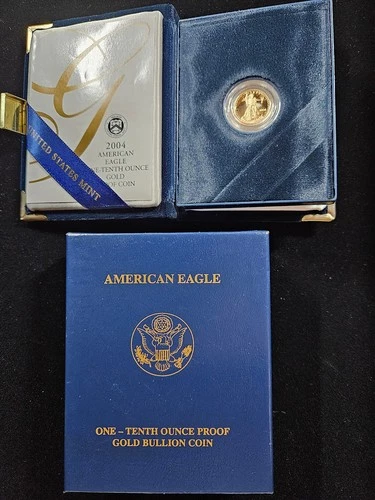 2004
AMERICAN
EAGLE
ONE-TENTH OUNCE
GOLD
PROOF COIN
UNITED STATES MINT
AMERICAN EAGLE
ONE – TENTH OUNCE PROOF
GOLD BULLION COIN